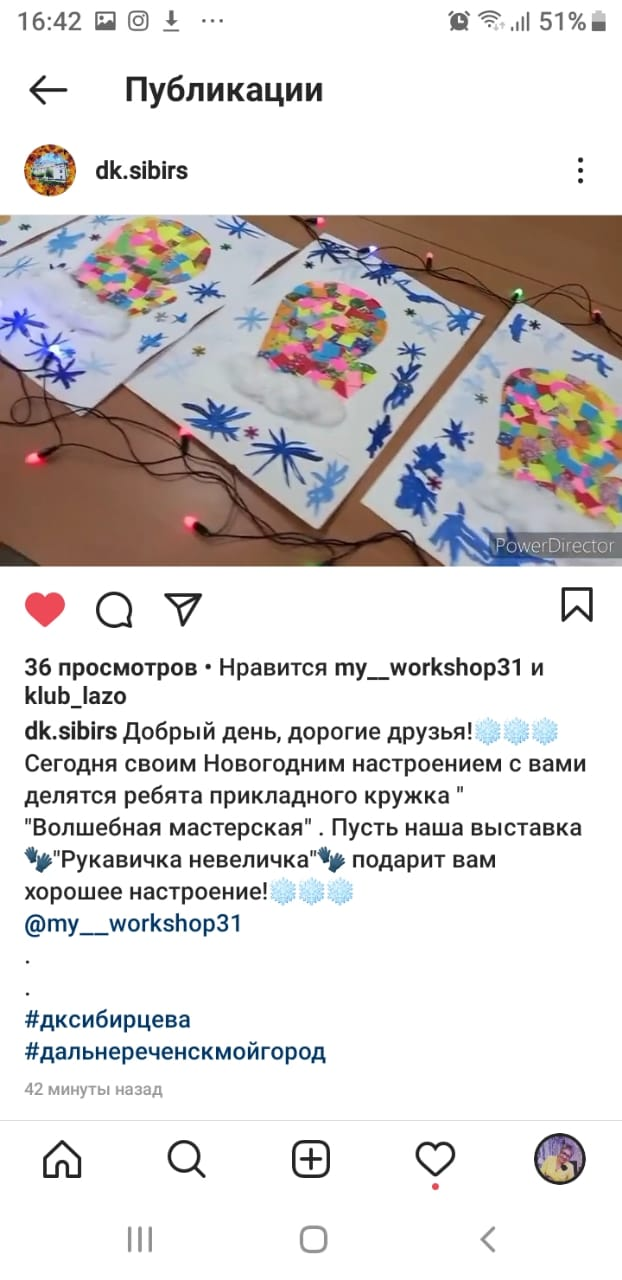 16:42 ... 51%
Публикации
dk.sibirs
PowerDirector
36 просмотров • Нравится my__workshop31 и
klub_lazo
dk.sibirs Добрый день, дорогие друзья!❄️❄️❄️
Сегодня своим Новогодним настроением с вами
делятся ребята прикладного кружка "
"Волшебная мастерская" . Пусть наша выставка
🧤"Рукавичка невеличка"🧤 подарит вам
хорошее настроение!❄️❄️❄️
@my__workshop31
.
.
#дксибирцева
#дальнереченскмойгород
42 минуты назад